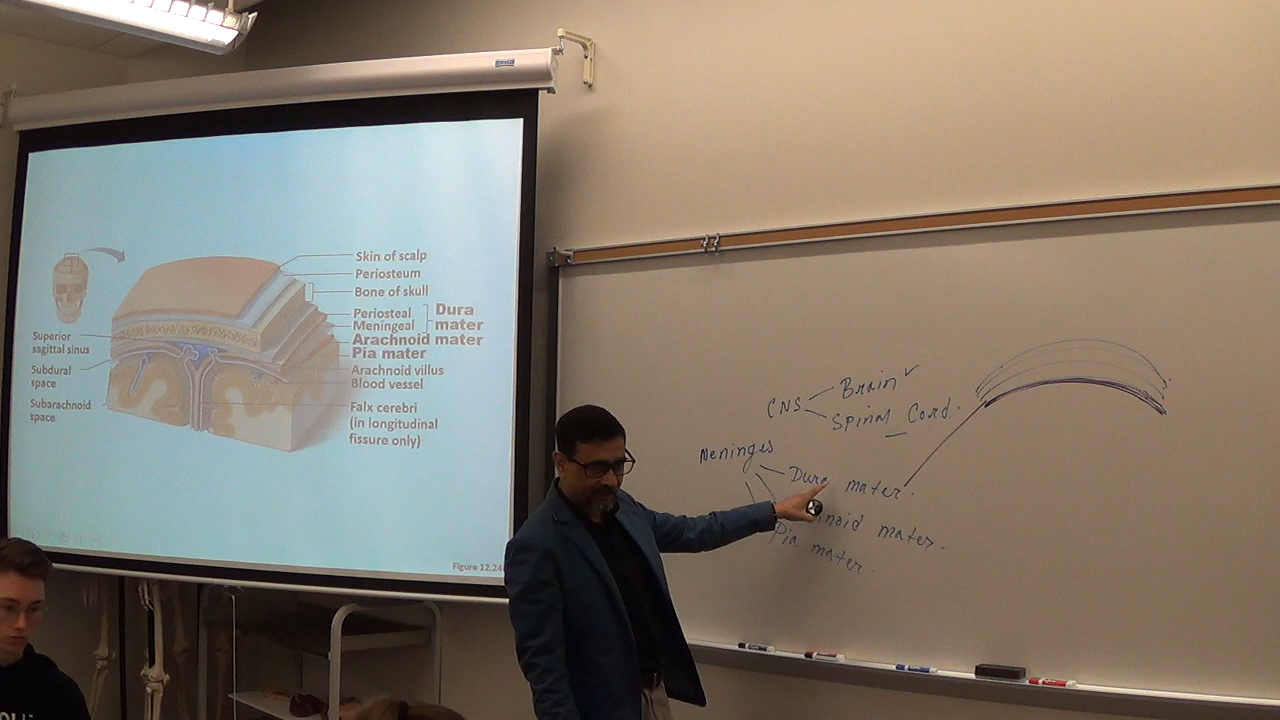 Skin of scalp
Periosteum
Bone of skull
Periosteal
Meningeal
Dura
mater
Arachnoid mater
Pia mater
Arachnoid villus
Blood vessel
Falx cerebri
(in longitudinal
fissure only)
Superior
sagittal sinus
Subdural
space
Subarachnoid
space
Figure 12.24
CNS
Brain ✓
Spinal Cord.
Meninges
Dura mater.
noid mater.
Pia mater.